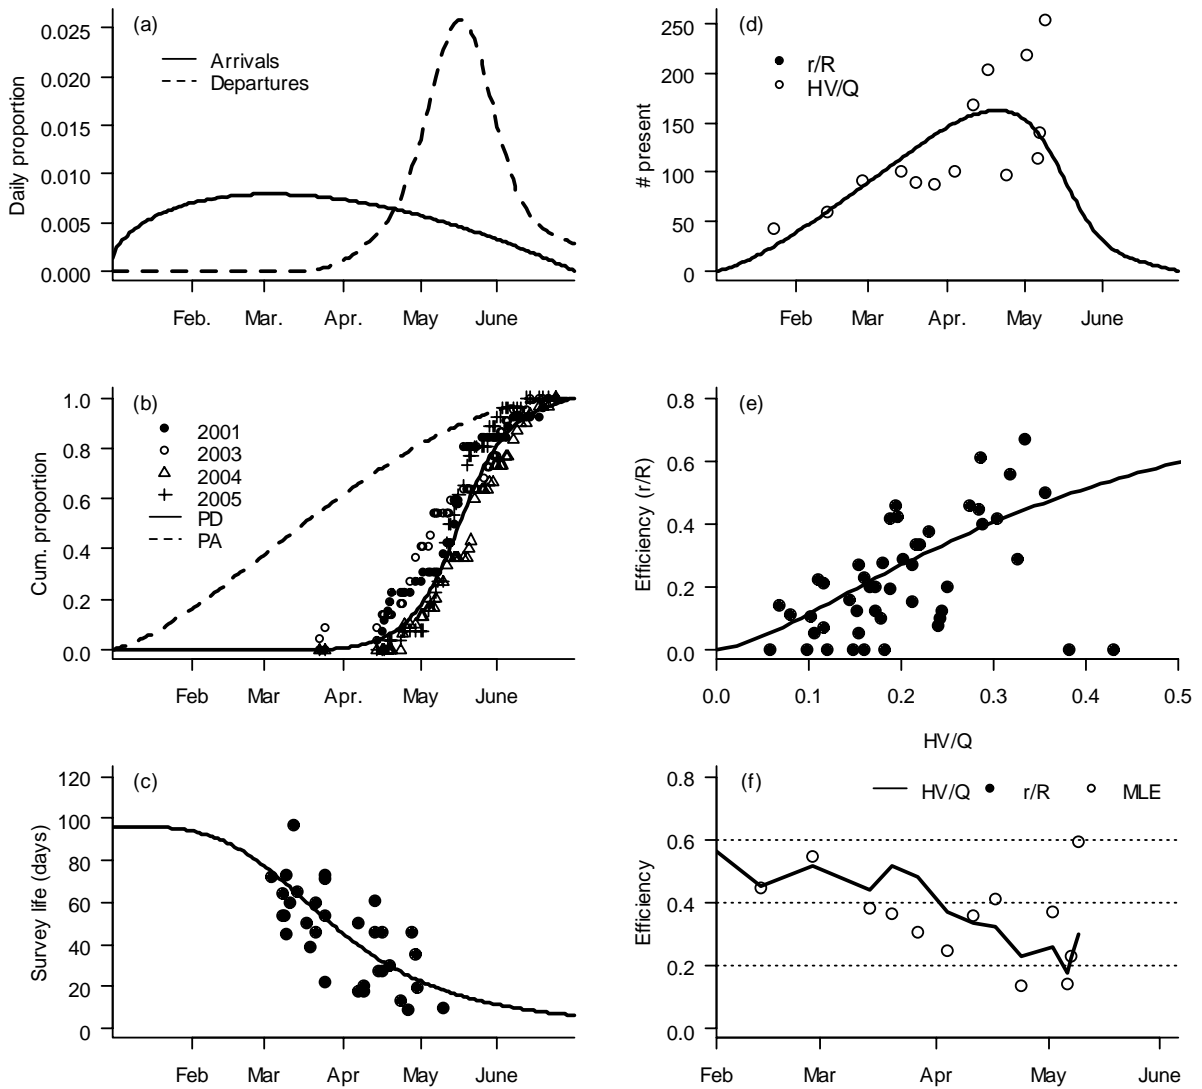 (a)
Arrivals
Departures
Daily proportion
0.025
0.020
0.015
0.010
0.005
0.000
Feb. Mar. Apr. May June
(d)
r/R
HV/Q
# present
250
200
150
100
50
0
Feb Mar Apr. May June
(b)
2001
2003
2004
2005
PD
PA
Cum. proportion
1.0
0.8
0.6
0.4
0.2
0.0
Feb Mar Apr. May June
(e)
Efficiency (r/R)
0.8
0.6
0.4
0.2
0.0
0.0 0.1 0.2 0.3 0.4 0.5
HV/Q
(c)
Survey life (days)
120
100
80
60
40
20
0
Feb Mar Apr May June
(f)
HV/Q r/R MLE
Efficiency
0.8
0.6
0.4
0.2
0.0
Feb Mar Apr May June